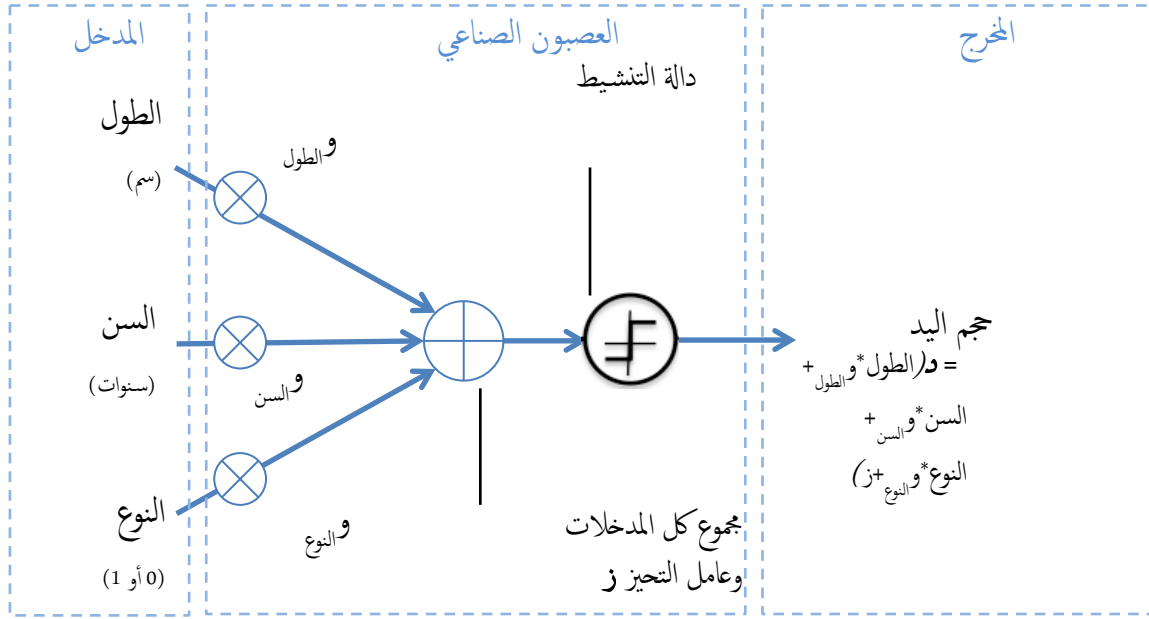 المدخل
العصبون الصناعي
المخرج
دالة التنشيط
الطول
(سم)
والطول
السن
(سنوات)
والسن
النوع
(0 أو 1)
والنوع
مجموع كل المدخلات
وعامل التحيز ز
حجم اليد
= د(الطول*والطول+
السن*والسن+
النوع*والنوع+ز)